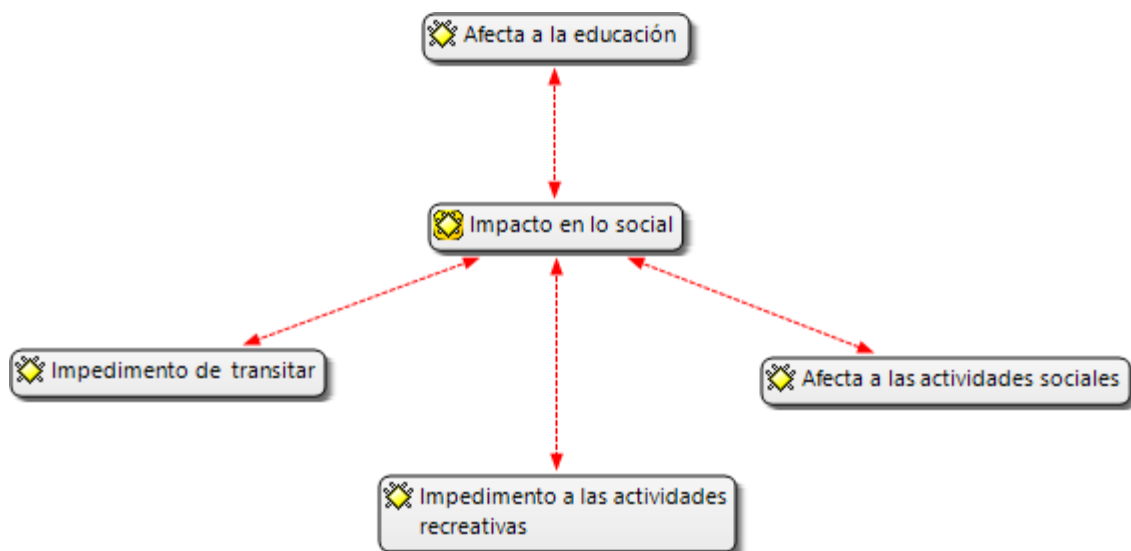 Afecta a la educación
Impacto en lo social
Impedimento de transitar
Afecta a las actividades sociales
Impedimento a las actividades
recreativas